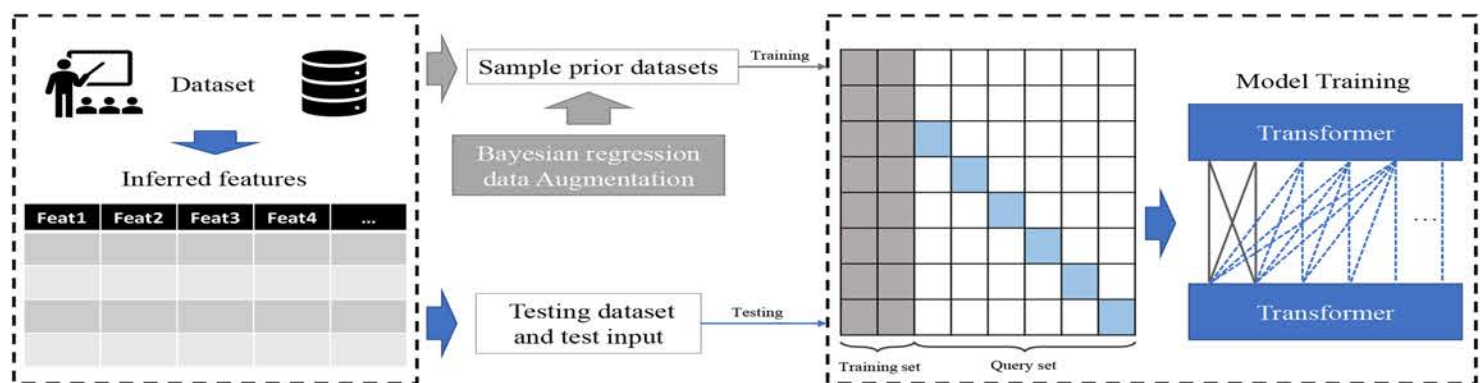 Dataset
Inferred features
Feat1 Feat2 Feat3 Feat4 ...
Sample prior datasets
Bayesian regression
data Augmentation
Testing dataset
and test input
Training
Testing
Training set
Query set
Model Training
Transformer
...
Transformer